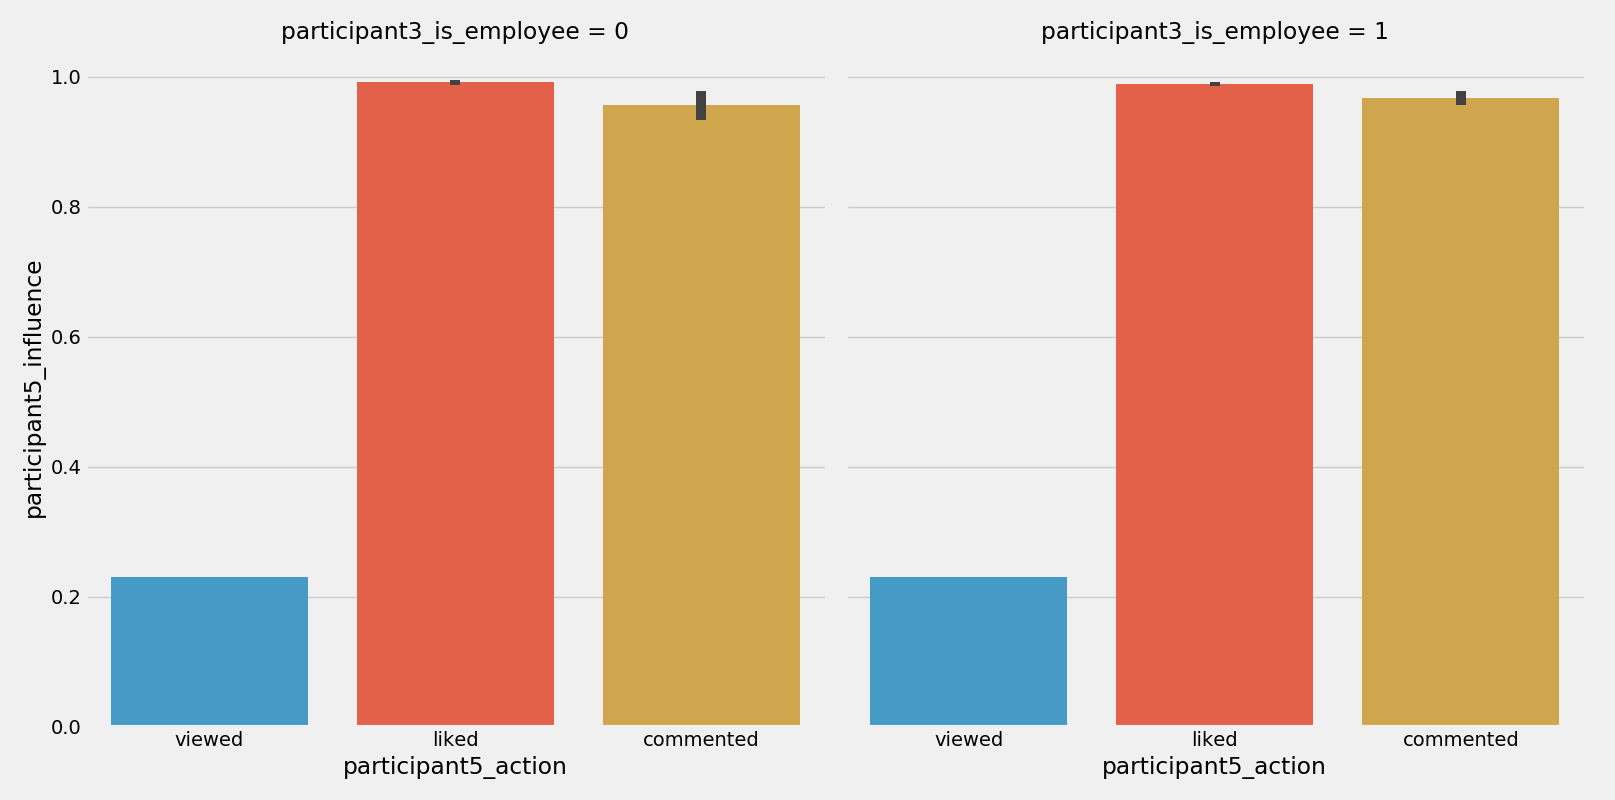 participant3_is_employee = 0
participant3_is_employee = 1
participant5_influence
1.0
0.8
0.6
0.4
0.2
0.0
viewed liked commented
viewed liked commented
participant5_action
participant5_action